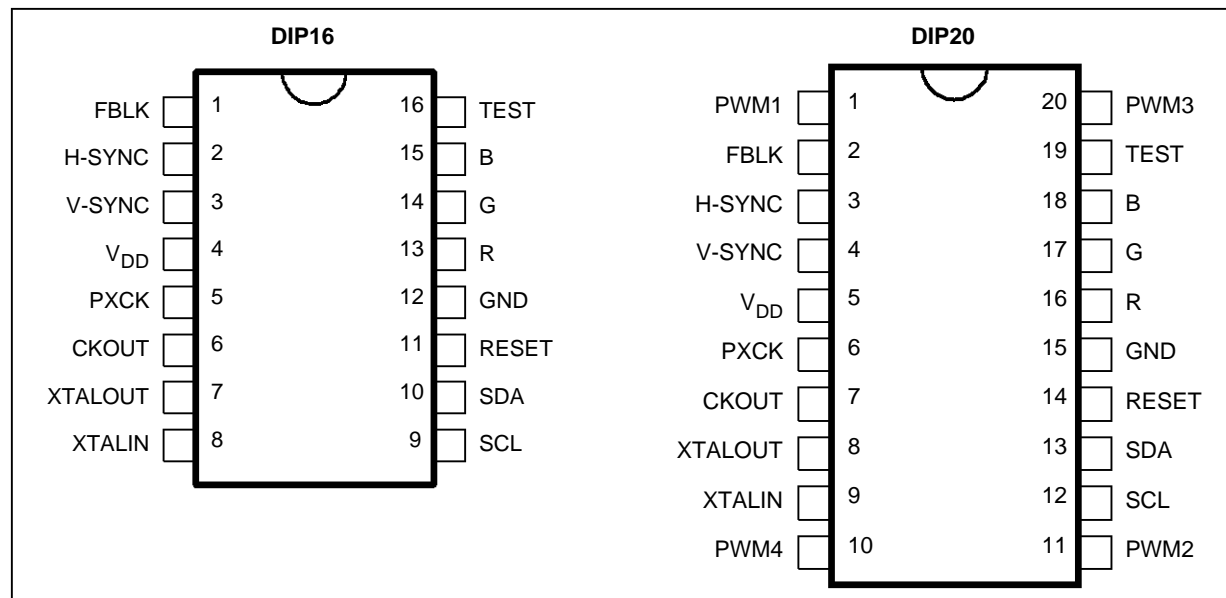 DIP16
FBLK 1 16 TEST
H-SYNC 2 15 B
V-SYNC 3 14 G
VDD 4 13 R
PXCK 5 12 GND
CKOUT 6 11 RESET
XTALOUT 7 10 SDA
XTALIN 8 9 SCL
DIP20
PWM1 1 20 PWM3
FBLK 2 19 TEST
H-SYNC 3 18 B
V-SYNC 4 17 G
VDD 5 16 R
PXCK 6 15 GND
CKOUT 7 14 RESET
XTALOUT 8 13 SDA
XTALIN 9 12 SCL
PWM4 10 11 PWM2